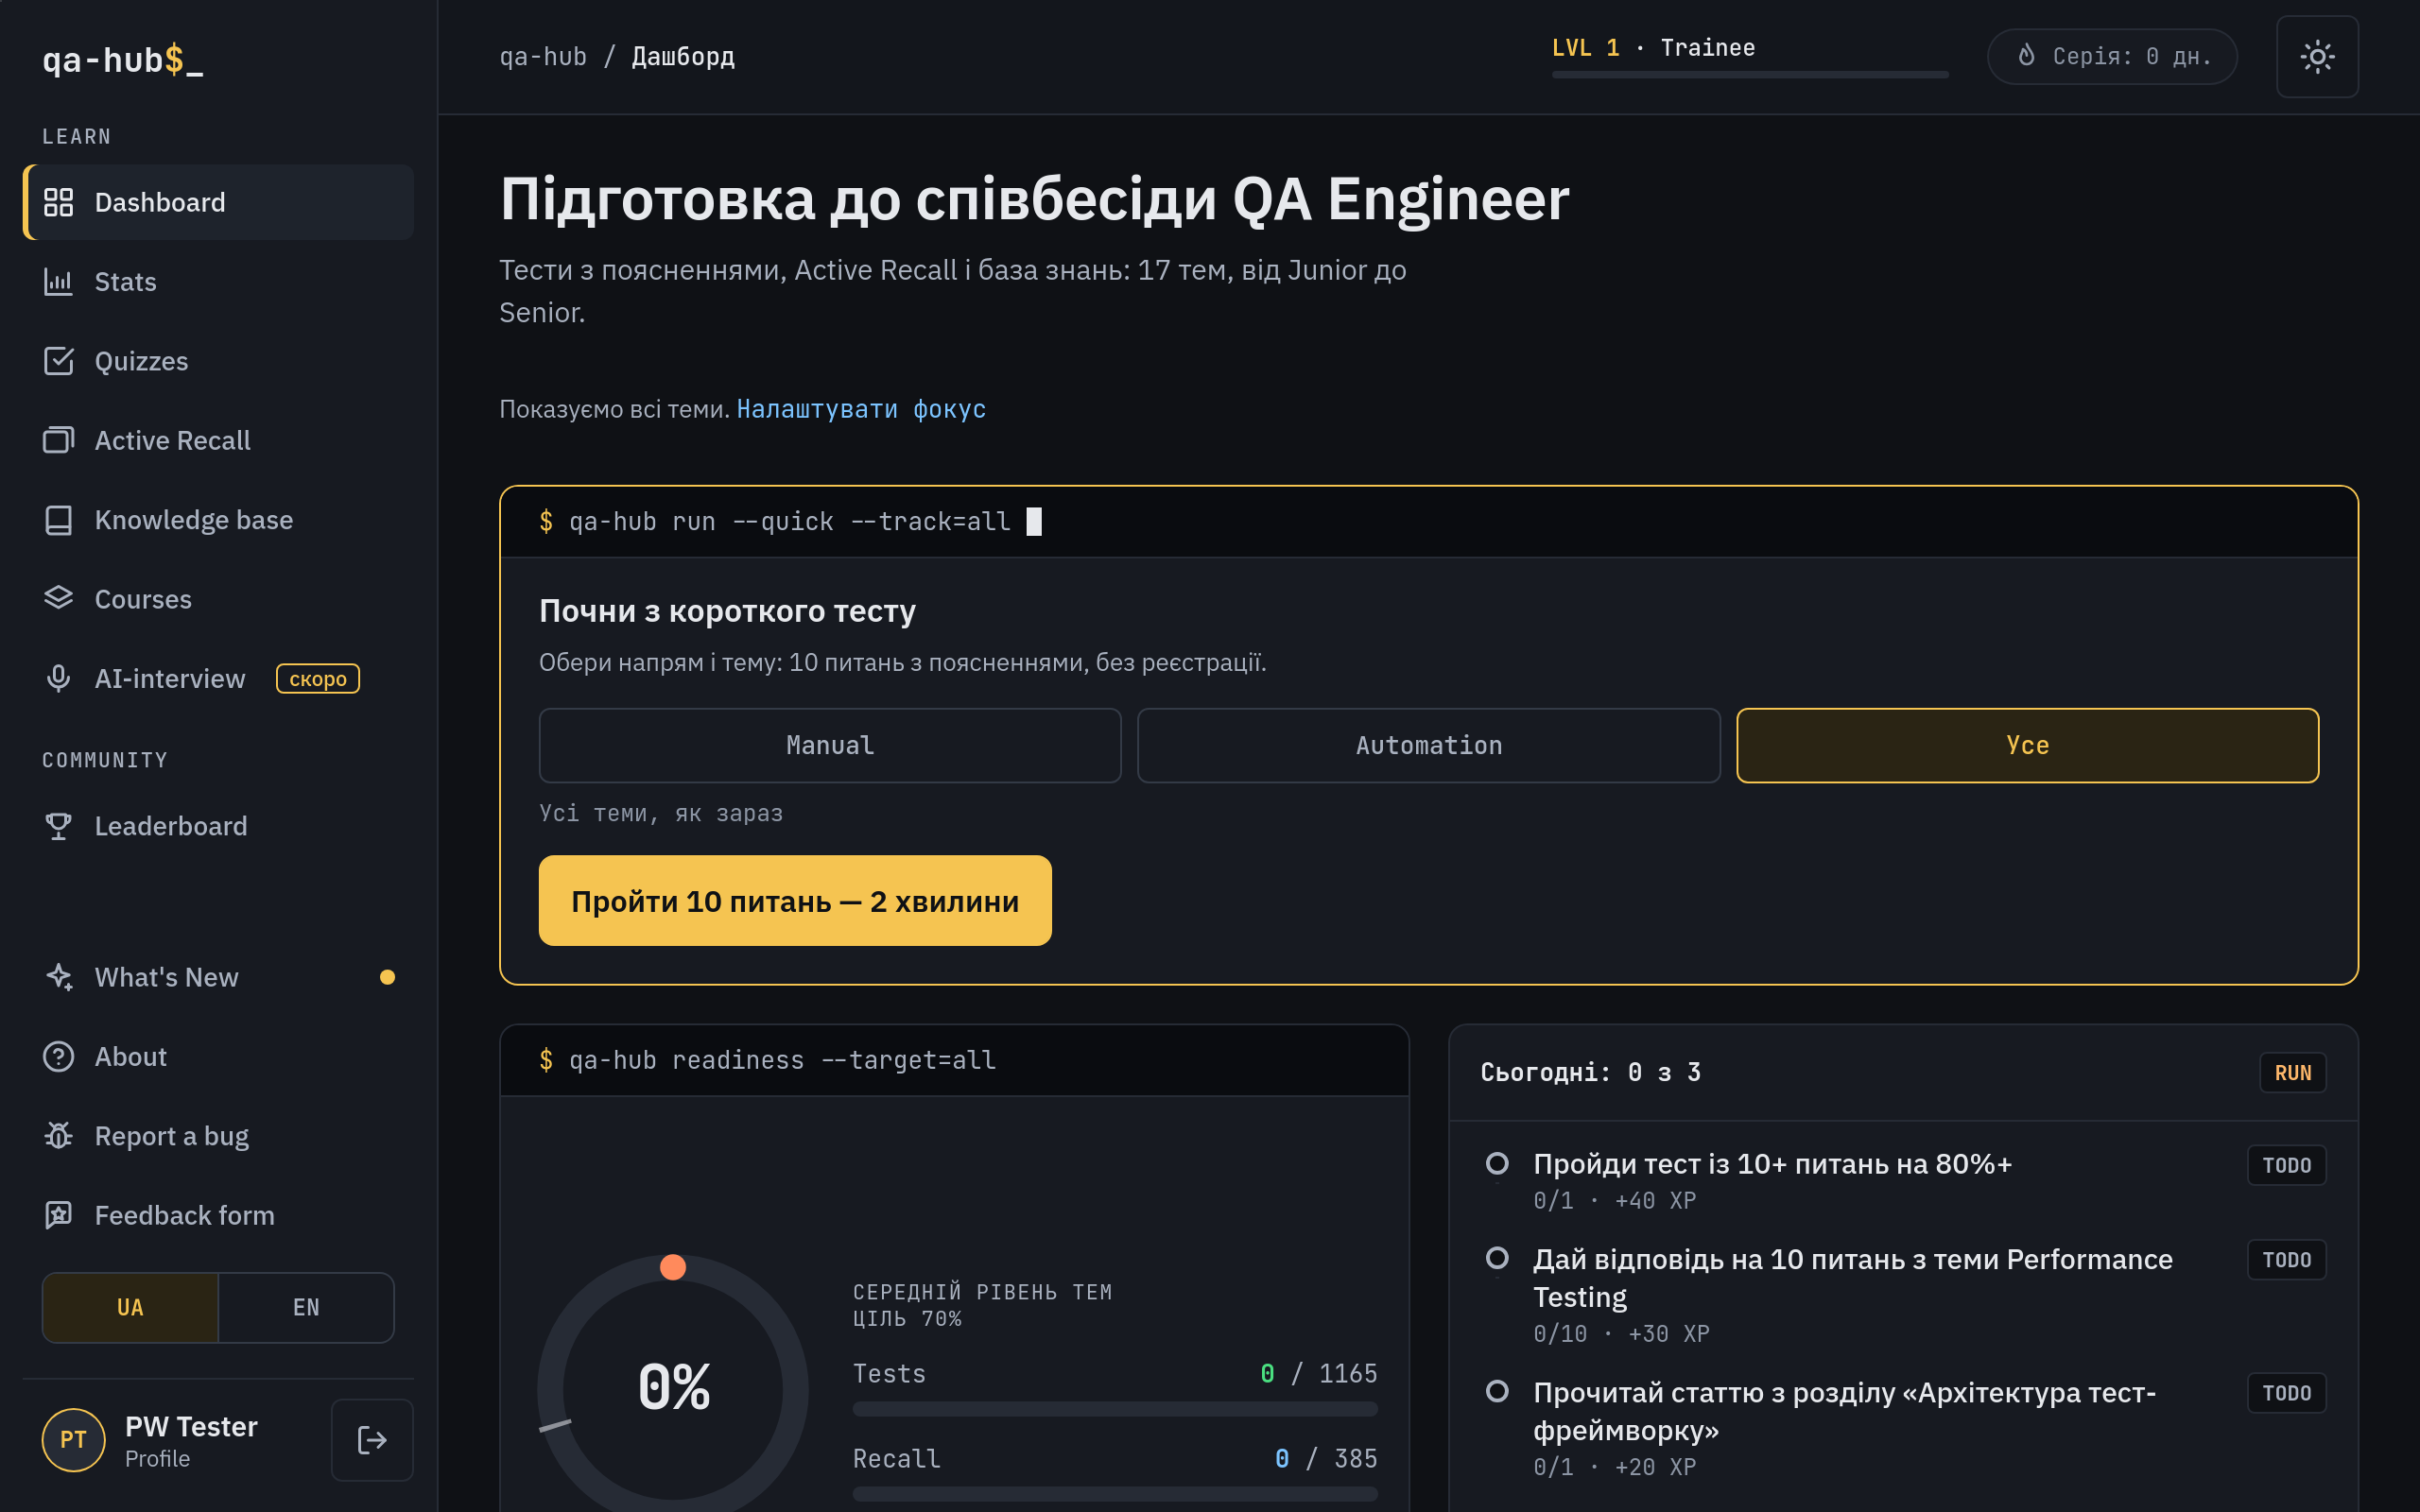 qa-hub$_
LEARN
Dashboard
Stats
Quizzes
Active Recall
Knowledge base
Courses
AI-interview скоро
COMMUNITY
Leaderboard
What's New
About
Report a bug
Feedback form
UA EN
PT PW Tester
Profile
qa-hub / Дашборд
LVL 1 · Trainee
Серія: 0 дн.
Підготовка до співбесіди QA Engineer
Тести з поясненнями, Active Recall і база знань: 17 тем, від Junior до
Senior.
Показуємо всі теми. Налаштувати фокус
$ qa-hub run --quick --track=all
Почни з короткого тесту
Обери напрям і тему: 10 питань з поясненнями, без реєстрації.
Manual Automation Усе
Усі теми, як зараз
Пройти 10 питань — 2 хвилини
$ qa-hub readiness --target=all
0%
СЕРЕДНІЙ РІВЕНЬ ТЕМ
ЦІЛЬ 70%
Tests 0 / 1165
Recall 0 / 385
Сьогодні: 0 з 3 RUN
Пройди тест із 10+ питань на 80%+ TODO
0/1 · +40 XP
Дай відповідь на 10 питань з теми Performance TODO
Testing
0/10 · +30 XP
Прочитай статтю з розділу «Архітектура тест- TODO
фреймворку»
0/1 · +20 XP